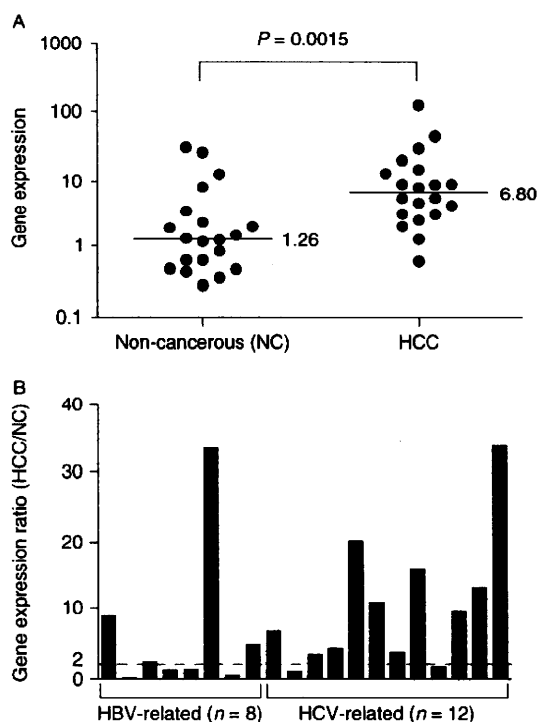 A
P = 0.0015
1000
100
10
1
0.1
Gene expression
1.26
6.80
Non-cancerous (NC)
HCC
B
40
30
20
10
2
0
Gene expression ratio (HCC/NC)
HBV-related (n = 8)
HCV-related (n = 12)